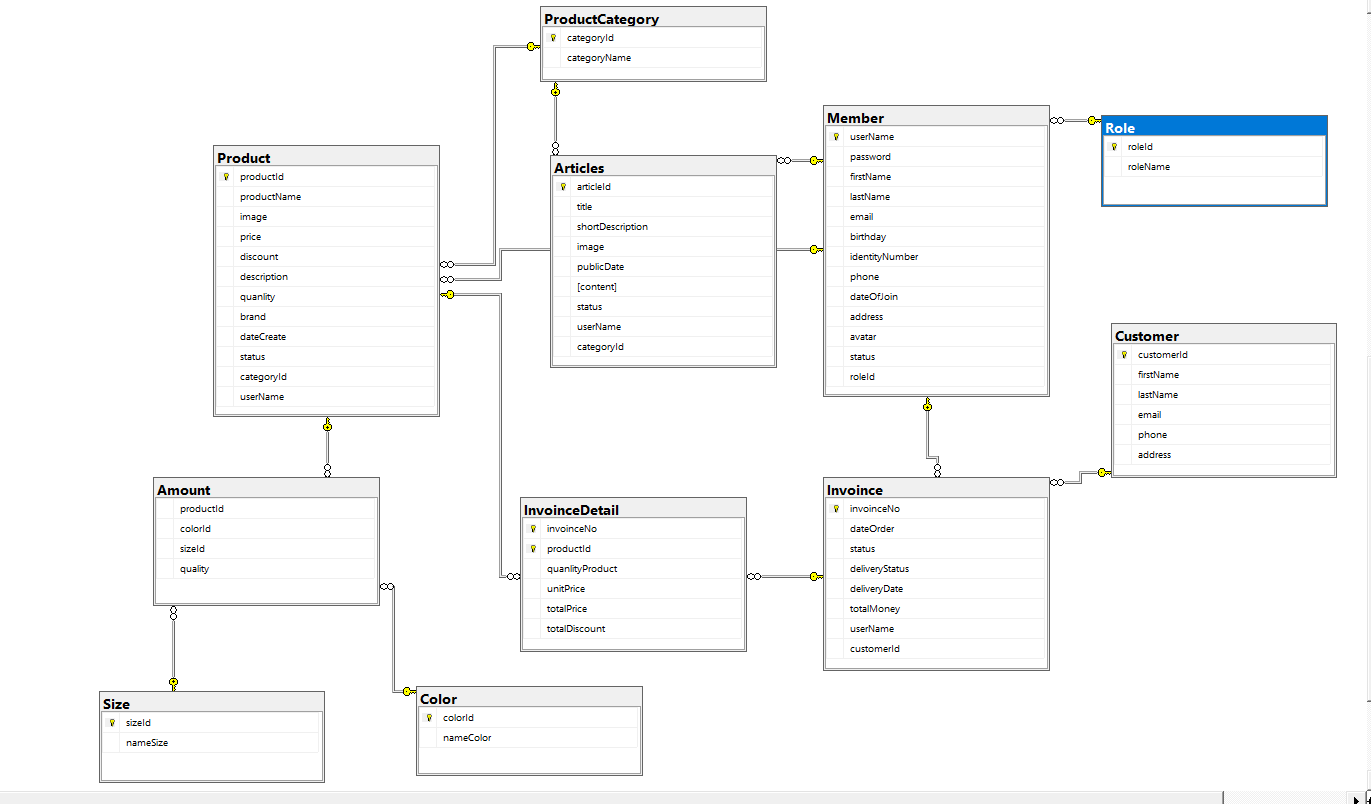 ProductCategory
categoryId
categoryName
Member
userName
password
firstName
lastName
email
birthday
identityNumber
phone
dateOfJoin
address
avatar
status
roleId
Role
roleId
roleName
Product
productId
productName
image
price
discount
description
quanlity
brand
dateCreate
status
categoryId
userName
Articles
articleId
title
shortDescription
image
publicDate
[content]
status
userName
categoryId
Customer
customerId
firstName
lastName
email
phone
address
Amount
productId
colorId
sizeId
quality
InvoinceDetail
invoinceNo
productId
quanlityProduct
unitPrice
totalPrice
totalDiscount
Invoince
invoinceNo
dateOrder
status
deliveryStatus
deliveryDate
totalMoney
userName
customerId
Size
sizeId
nameSize
Color
colorId
nameColor